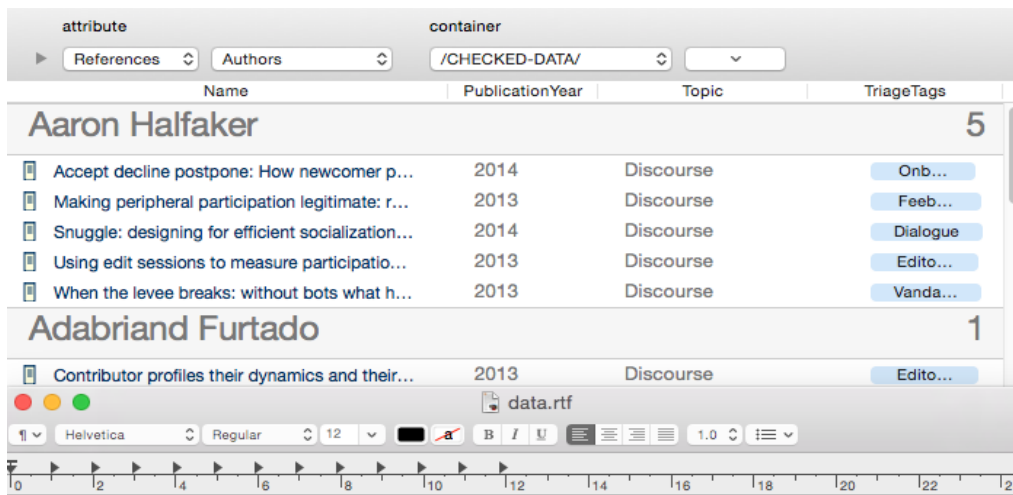 attribute container
References Authors /CHECKED-DATA/
Name PublicationYear Topic TriageTags
Aaron Halfaker 5
Accept decline postpone: How newcomer p... 2014 Discourse Onb...
Making peripheral participation legitimate: r... 2013 Discourse Feeb...
Snuggle: designing for efficient socialization... 2014 Discourse Dialogue
Using edit sessions to measure participatio... 2013 Discourse Edito...
When the levee breaks: without bots what h... 2013 Discourse Vanda...
Adabriand Furtado 1
Contributor profiles their dynamics and their... 2013 Discourse Edito...
data.rtf
¶ Helvetica Regular 12 a B I U 1.0
0 2 4 6 8 10 12 14 16 18 20 22 2